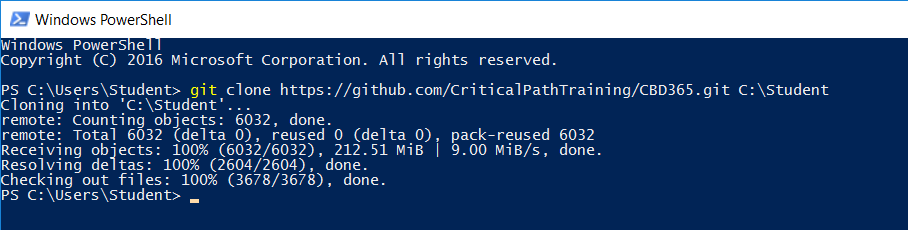 Windows PowerShell
Windows PowerShell
Copyright (C) 2016 Microsoft Corporation. All rights reserved.
PS C:\Users\Student> git clone https://github.com/CriticalPathTraining/CBD365.git C:\Student
Cloning into 'C:\Student'...
remote: Counting objects: 6032, done.
remote: Total 6032 (delta 0), reused 0 (delta 0), pack-reused 6032
Receiving objects: 100% (6032/6032), 212.51 MiB | 9.00 MiB/s, done.
Resolving deltas: 100% (2604/2604), done.
Checking out files: 100% (3678/3678), done.
PS C:\Users\Student>